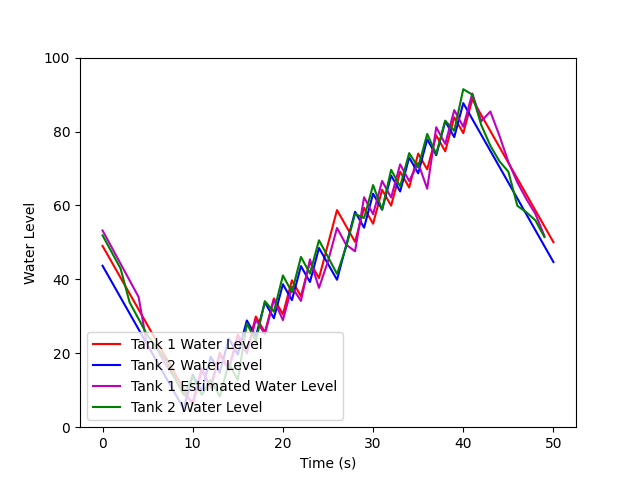 100
80
60
40
20
0
Water Level
Tank 1 Water Level
Tank 2 Water Level
Tank 1 Estimated Water Level
Tank 2 Water Level
0 10 20 30 40 50
Time (s)